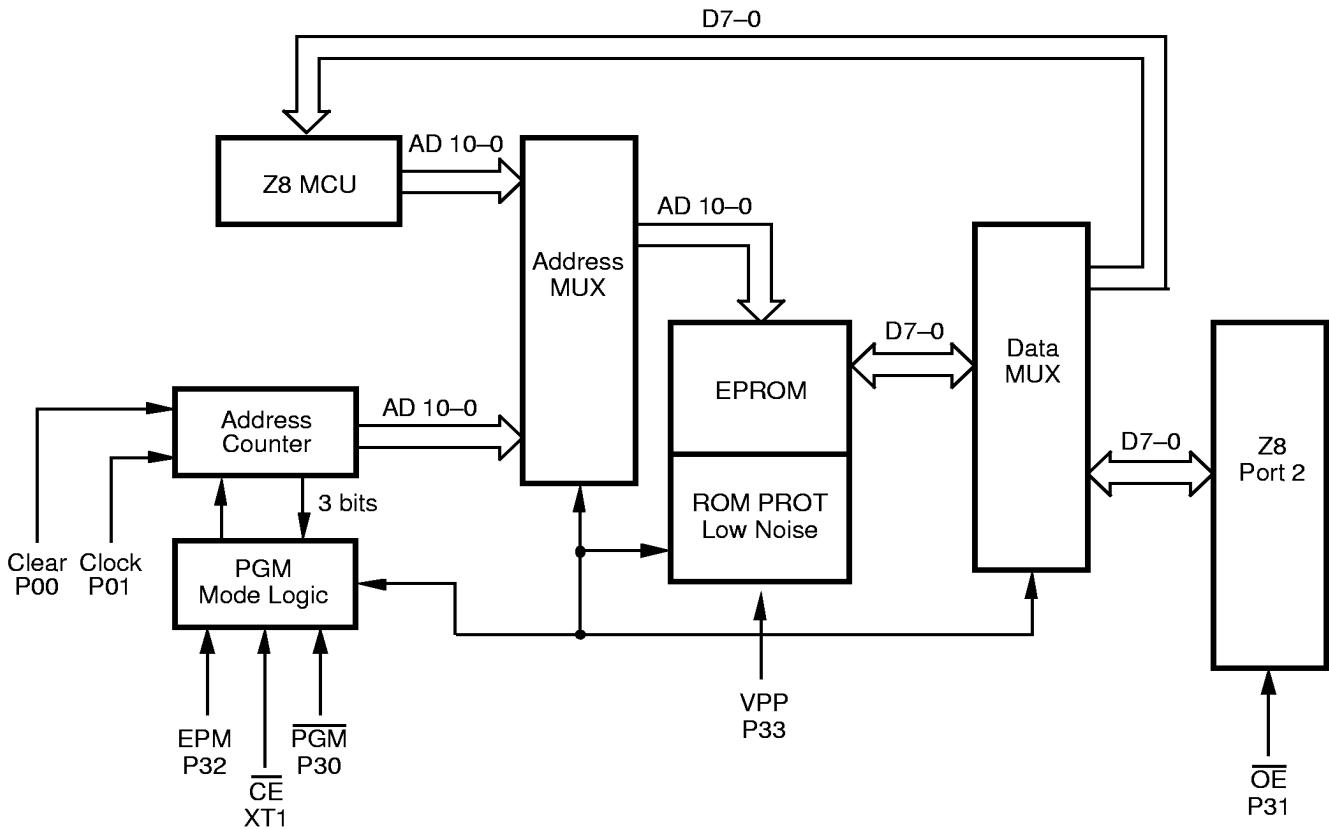 D7–0
Z8 MCU
AD 10–0
Address
MUX
AD 10–0
EPROM
D7–0
Data
MUX
Address
Counter
AD 10–0
D7–0
Z8
Port 2
ROM PROT
Low Noise
3 bits
Clear
P00
Clock
P01
PGM
Mode Logic
EPM
P32
CE
XT1
PGM
P30
VPP
P33
OE
P31